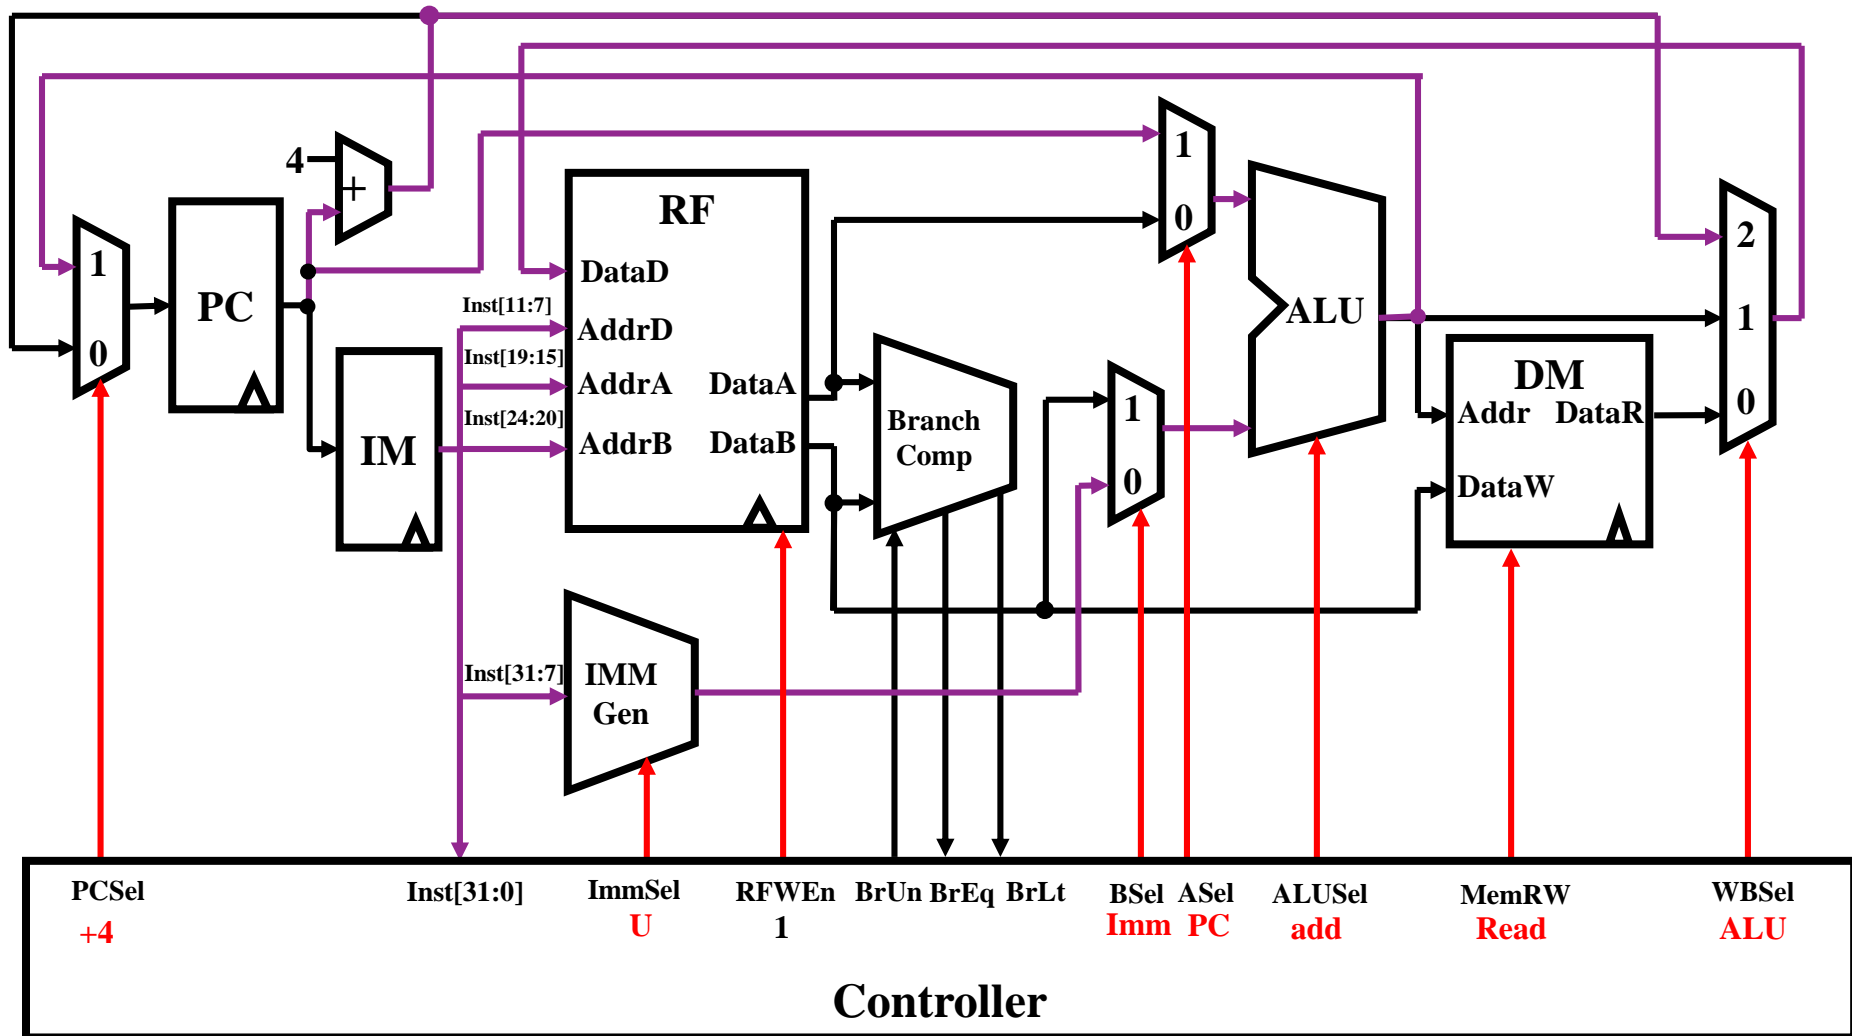 4
+
1
0
PC
IM
RF
DataD
Inst[11:7]
AddrD
Inst[19:15]
AddrA
DataA
Inst[24:20]
AddrB
DataB
Branch
Comp
1
0
1
0
ALU
DM
Addr
DataR
DataW
2
1
0
Inst[31:7]
IMM
Gen
PCSel
Inst[31:0]
ImmSel
RFWEn
BrUn
BrEq
BrLt
BSel
ASel
ALUSel
MemRW
WBSel
+4
U
1
Imm
PC
add
Read
ALU
Controller